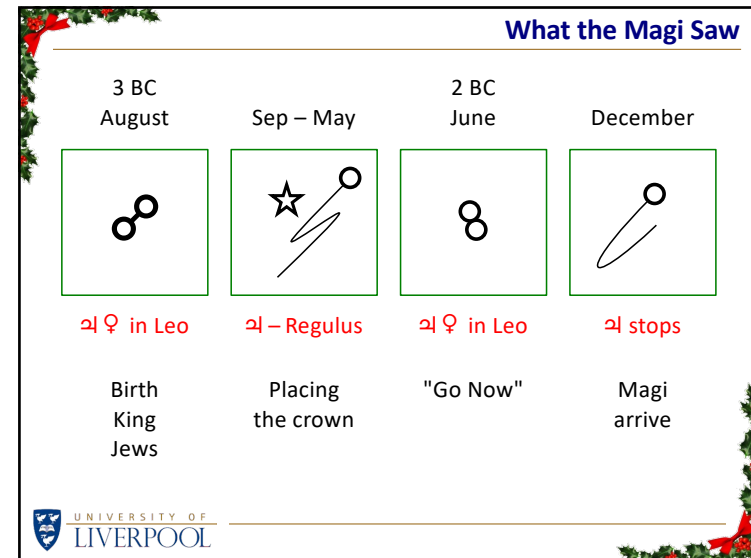 What the Magi Saw
3 BC
August
Sep – May
2 BC
June
December
♃♀ in Leo
♃ – Regulus
♃♀ in Leo
♃ stops
Birth
King
Jews
Placing
the crown
"Go Now"
Magi
arrive
UNIVERSITY OF
LIVERPOOL